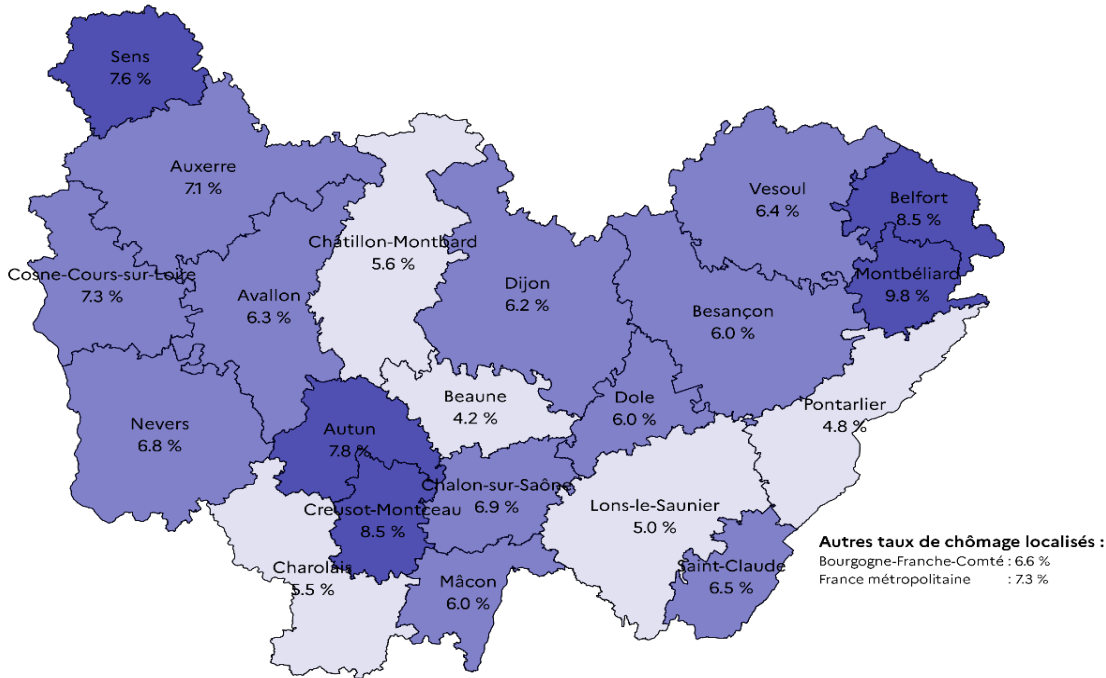 Sens
7.6 %
Auxerre
7.1 %
Vesoul
6.4 %
Belfort
8.5 %
Châtillon-Montbard
5.6 %
Cosne-Cours-sur-Loire
7.3 %
Avallon
6.3 %
Dijon
6.2 %
Montbéliard
9.8 %
Besançon
6.0 %
Beaune
4.2 %
Dole
6.0 %
Pontarlier
4.8 %
Nevers
6.8 %
Autun
7.8 %
Chalon-sur-Saône
6.9 %
Creusot-Montceau
8.5 %
Lons-le-Saunier
5.0 %
Charolais
5.5 %
Mâcon
6.0 %
Saint-Claude
6.5 %
Autres taux de chômage localisés :
Bourgogne-Franche-Comté : 6.6 %
France métropolitaine : 7.3 %